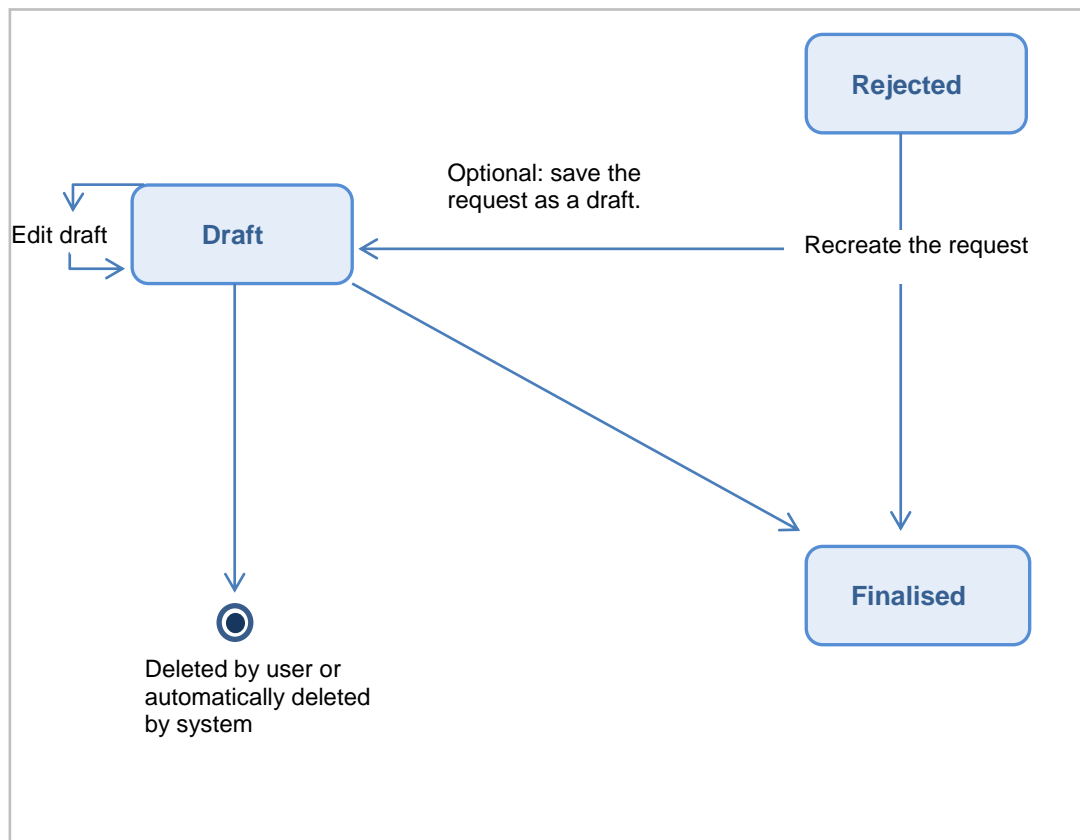 Rejected
Optional: save the
request as a draft.
Edit draft
Draft
Recreate the request
Finalised
Deleted by user or
automatically deleted
by system